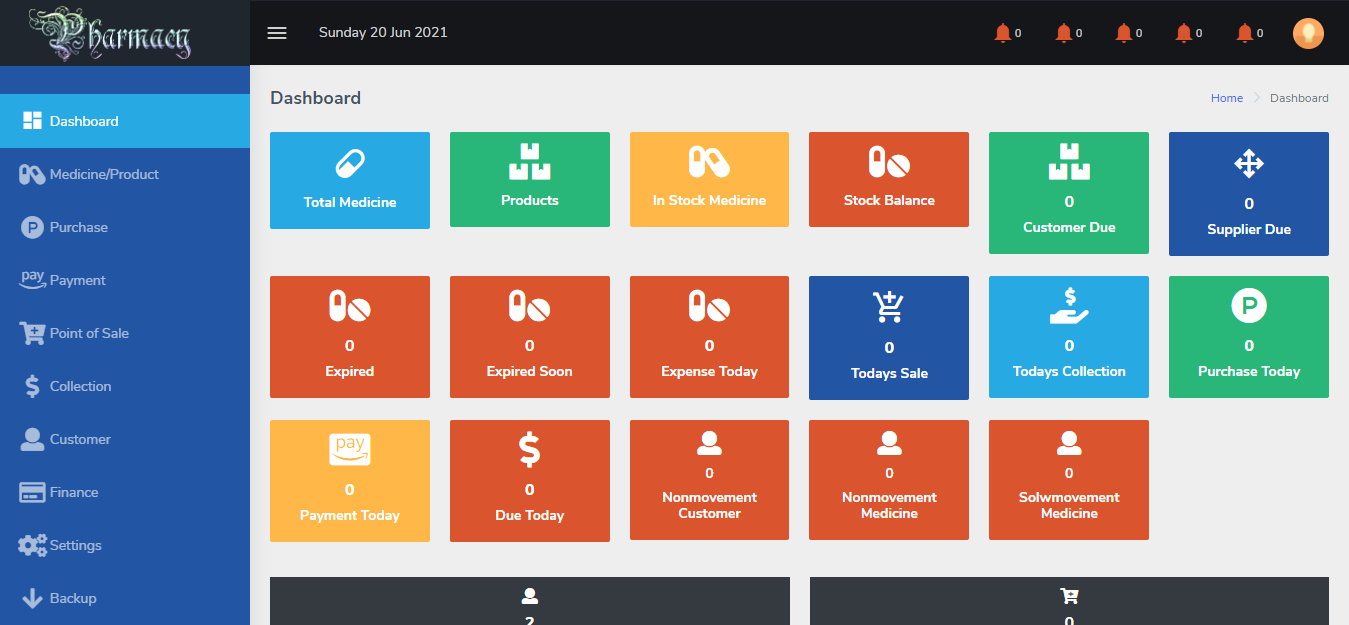 Pharmacy
Sunday 20 Jun 2021
0
0
0
0
0
Dashboard
Medicine/Product
P
Purchase
pay
Payment
Point of Sale
Collection
Customer
Finance
Settings
Backup
Dashboard
Home
Dashboard
Total Medicine
Products
In Stock Medicine
Stock Balance
0
Customer Due
0
Supplier Due
0
Expired
0
Expired Soon
0
Expense Today
0
Todays Sale
$
0
Todays Collection
P
0
Purchase Today
pay
0
Payment Today
$
0
Due Today
0
Nonmovement
Customer
0
Nonmovement
Medicine
0
Solwmovement
Medicine
2
0